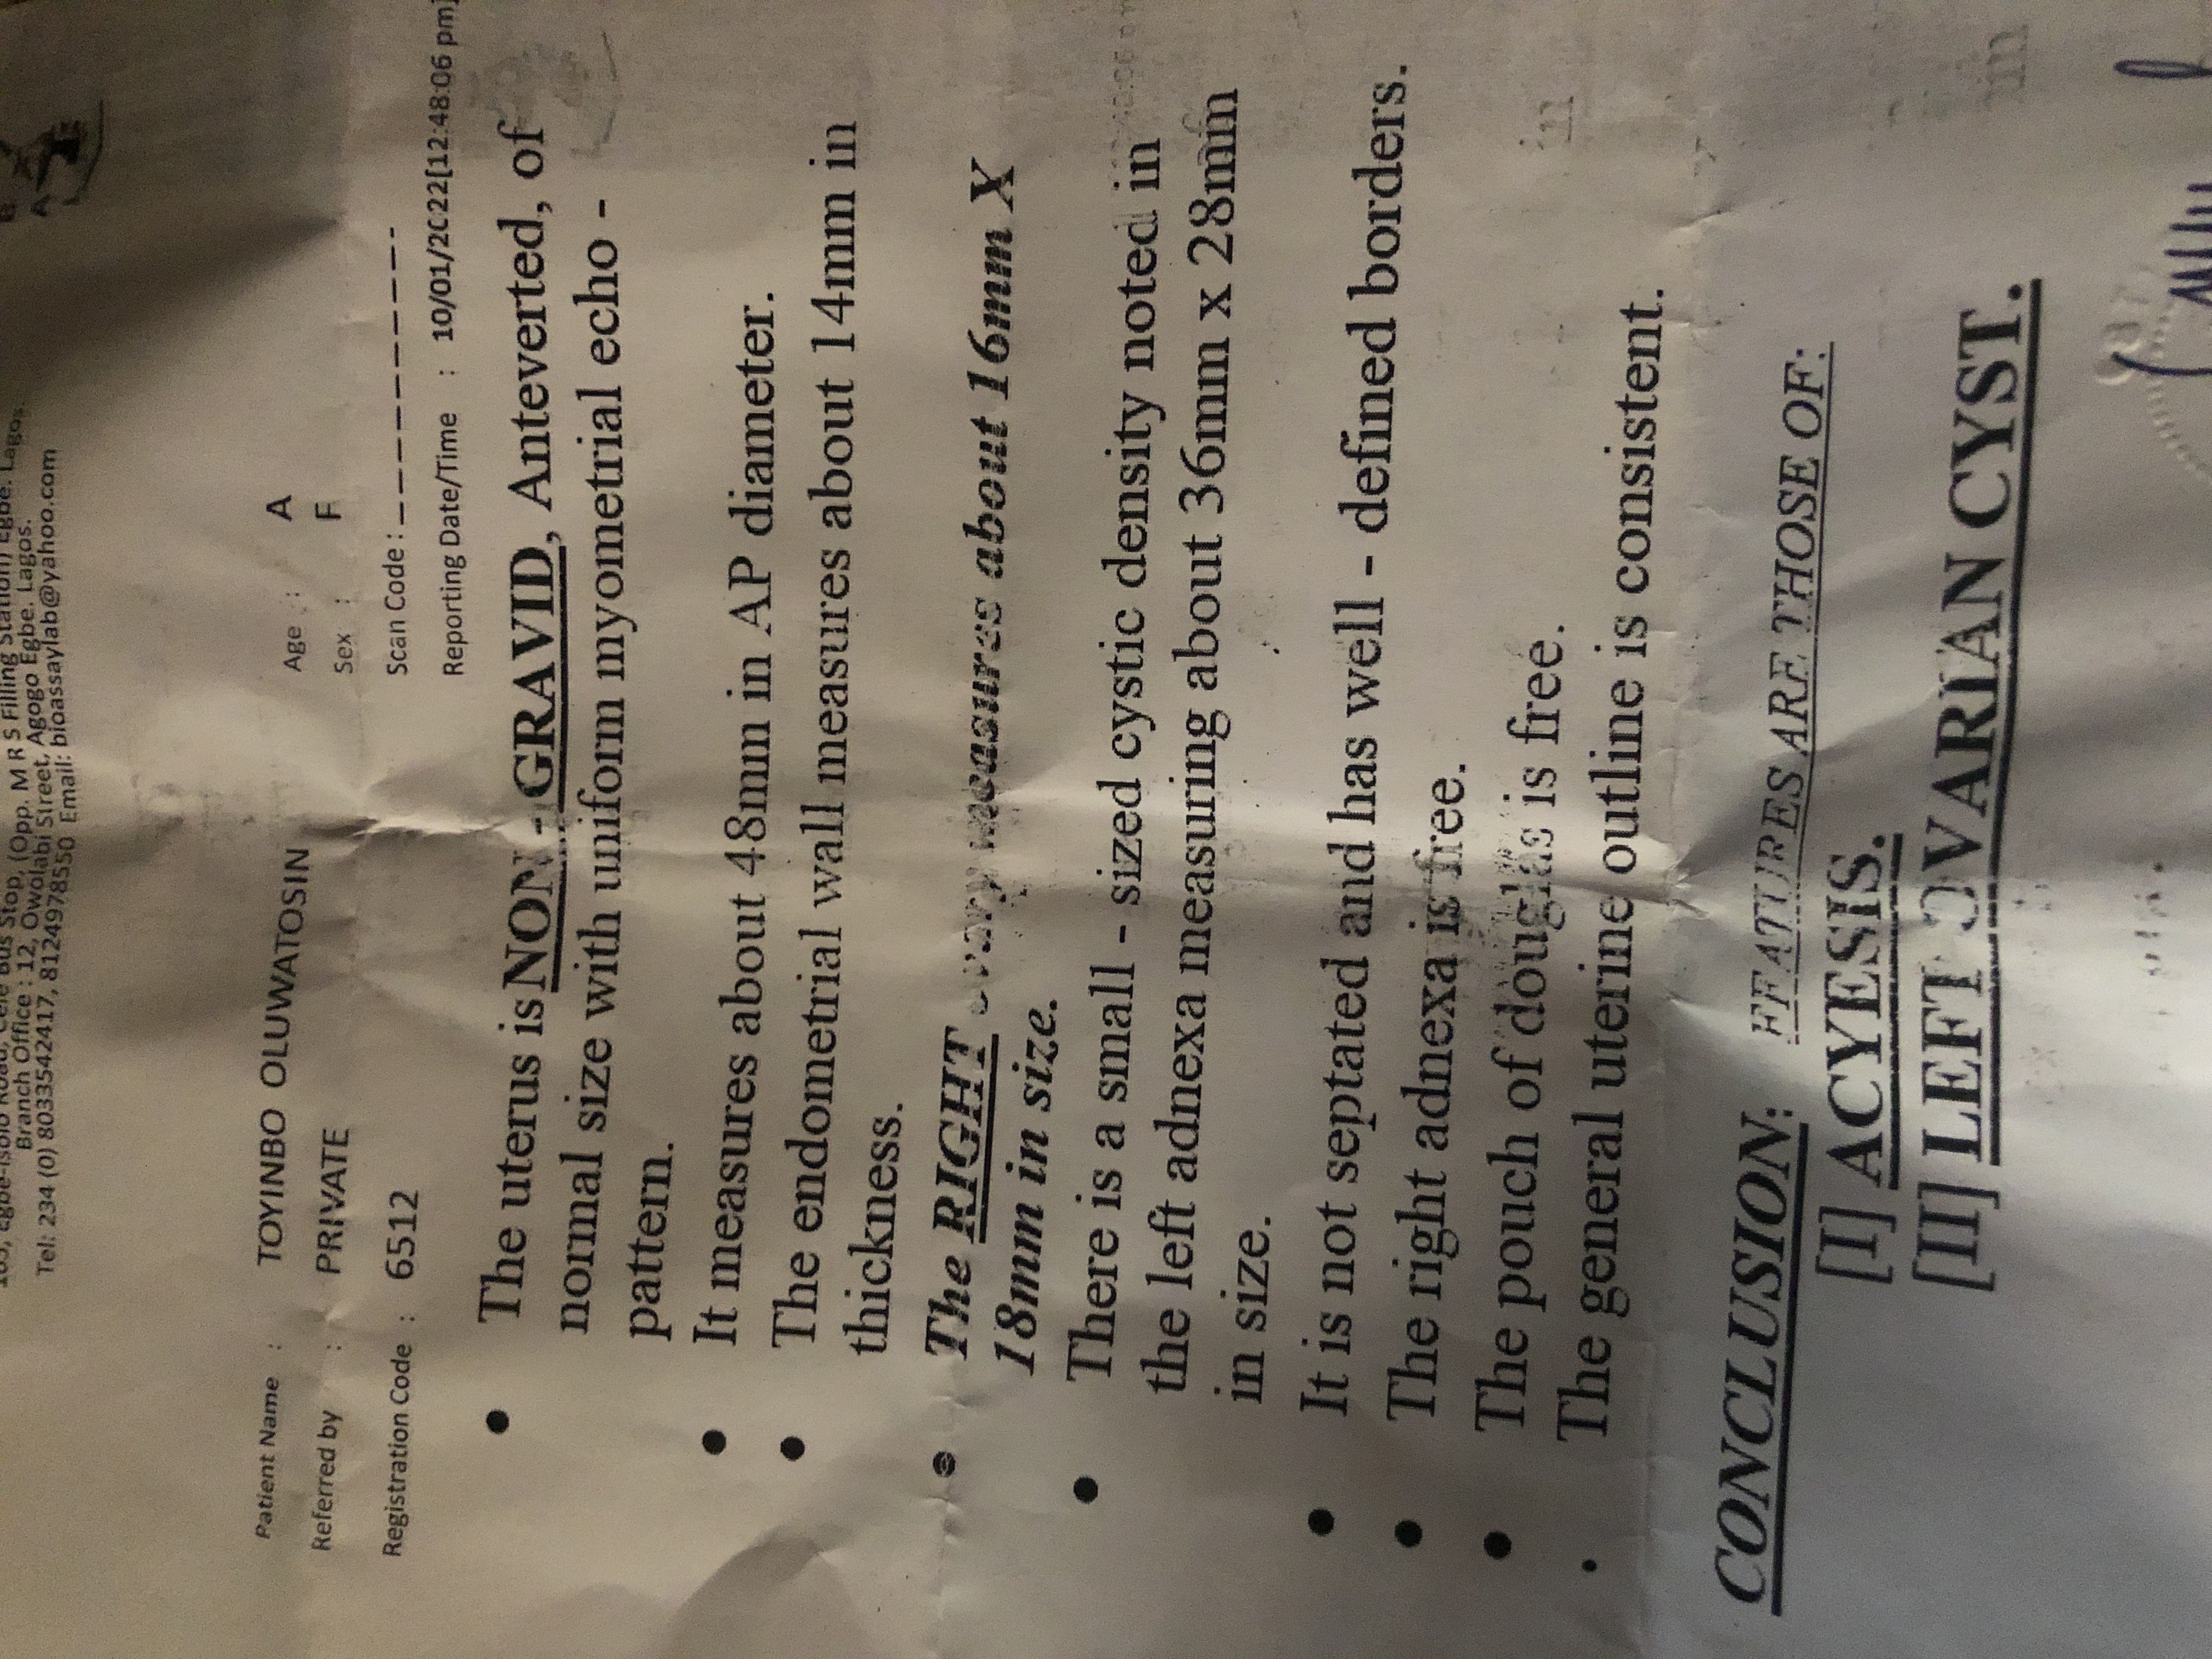 Egbe-Isolo Road, Cele Bus Stop, (Opp. M R S Filling Station) Egbe. Lagos.
Branch Office : 12, Owolabi Street, Agogo Egbe. Lagos.
Tel: 234 (0) 8033542417, 8124978550 Email: bioassaylab@yahoo.com
Patient Name : TOYINBO OLUWATOSIN Age : A
Referred by : PRIVATE Sex : F
Registration Code : 6512 Scan Code : -----------
Reporting Date/Time : 10/01/2022[12:48:06 pm]
• The uterus is NON - GRAVID, Anteverted, of
normal size with uniform myometrial echo -
pattern.
• It measures about 48mm in AP diameter.
• The endometrial wall measures about 14mm in
thickness.
• The RIGHT ovary measures about 16mm X
18mm in size.
• There is a small - sized cystic density noted in
the left adnexa measuring about 36mm x 28mm
in size.
• It is not septated and has well - defined borders.
• The right adnexa is free.
• The pouch of douglas is free.
• The general uterine outline is consistent.
CONCLUSION: FEATURES ARE THOSE OF:
[I] ACYESIS.
[II] LEFT OVARIAN CYST.